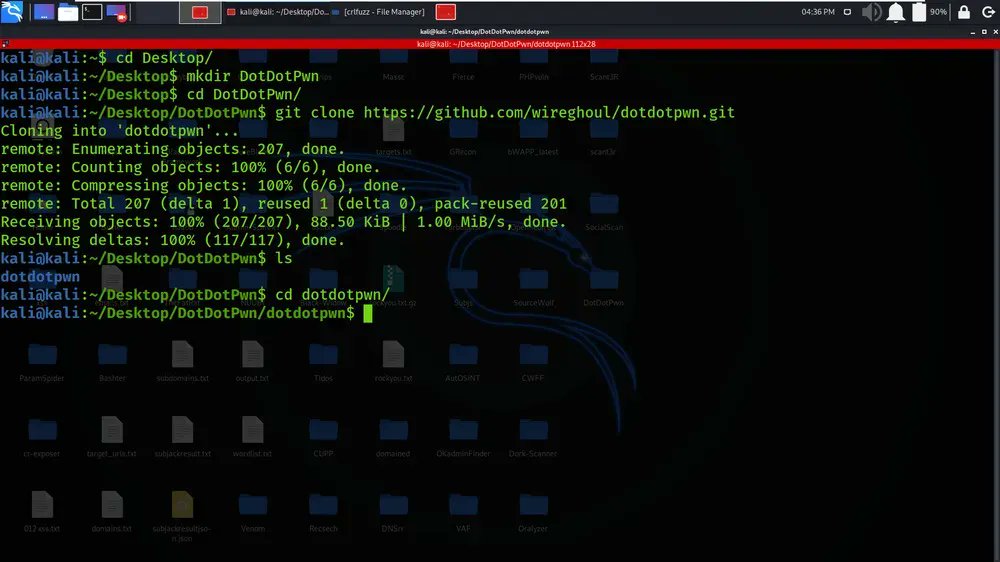 kali@kali: ~/Desktop/Do...
[crlfuzz - File Manager]
04:36 PM
90%
kali@kali: ~/Desktop/DotDotPwn/dotdotpwn
kali@kali: ~/Desktop/DotDotPwn/dotdotpwn 112x28
kali@kali:~$ cd Desktop/
kali@kali:~/Desktop$ mkdir DotDotPwn
kali@kali:~/Desktop$ cd DotDotPwn/
kali@kali:~/Desktop/DotDotPwn$ git clone https://github.com/wireghoul/dotdotpwn.git
Cloning into 'dotdotpwn'...
remote: Enumerating objects: 207, done.
remote: Counting objects: 100% (6/6), done.
remote: Compressing objects: 100% (6/6), done.
remote: Total 207 (delta 1), reused 1 (delta 0), pack-reused 201
Receiving objects: 100% (207/207), 88.50 KiB | 1.00 MiB/s, done.
Resolving deltas: 100% (117/117), done.
kali@kali:~/Desktop/DotDotPwn$ ls
dotdotpwn
kali@kali:~/Desktop/DotDotPwn$ cd dotdotpwn/
kali@kali:~/Desktop/DotDotPwn/dotdotpwn$
Massc Fierce PrIPvuln Scant3R
targets.txt GRrcon bWAPP_latest scant3r
SocialScan
Subjs SourceWolf DotDotPwn
ParamSpider Bashter subdomains.txt output.txt Tidos rockyou.txt AutOSINT CWFF
ct-exposer target_urls.txt subjackresult.txt wordlist.txt CUPP domained OKadminFinder Dork-Scanner
012.xss.txt domains.txt subjackresultjson.json Venom Recsech DNSrr VAF Oralyzer